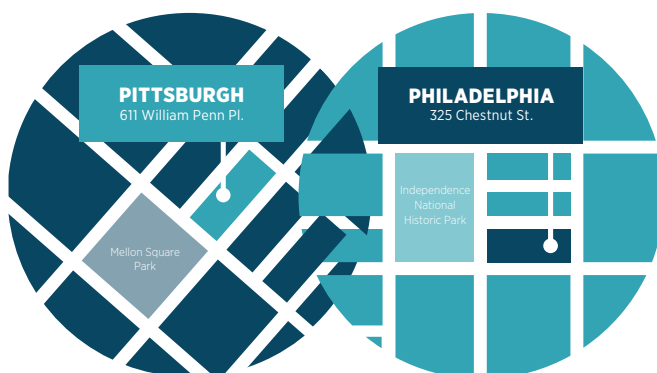 PITTSBURGH
611 William Penn Pl.
Mellon Square
Park
PHILADELPHIA
325 Chestnut St.
Independence
National
Historic Park